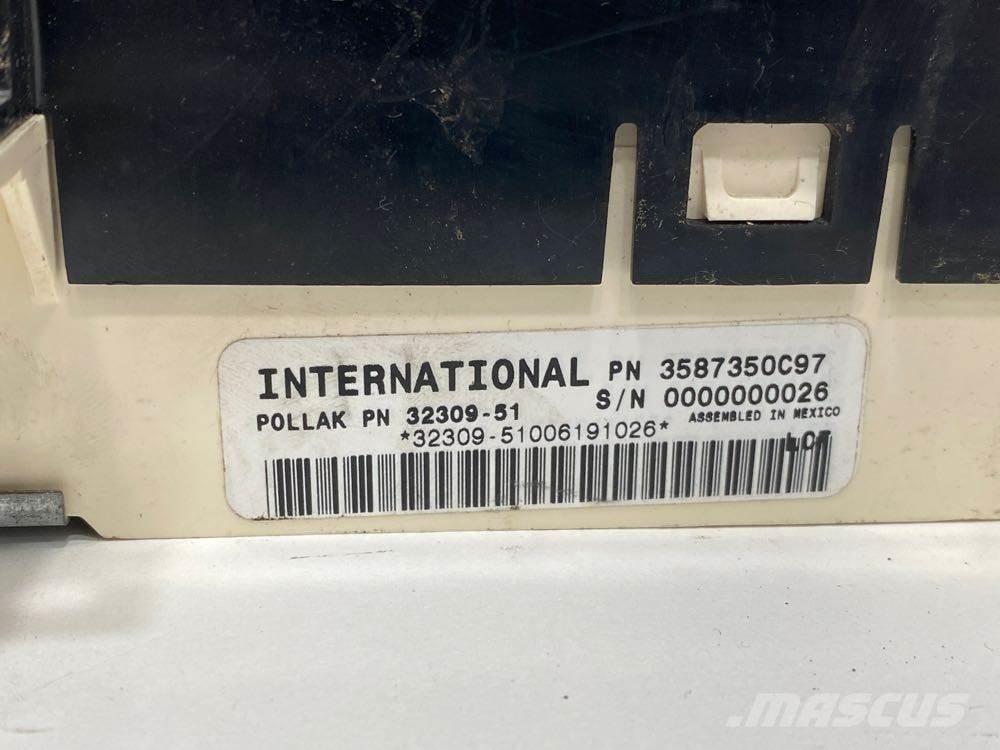 INTERNATIONAL PN 3587350C97
S/N 0000000026
POLLAK PN 32309-51 ASSEMBLED IN MEXICO
*32309-51006191026*
MASCUS